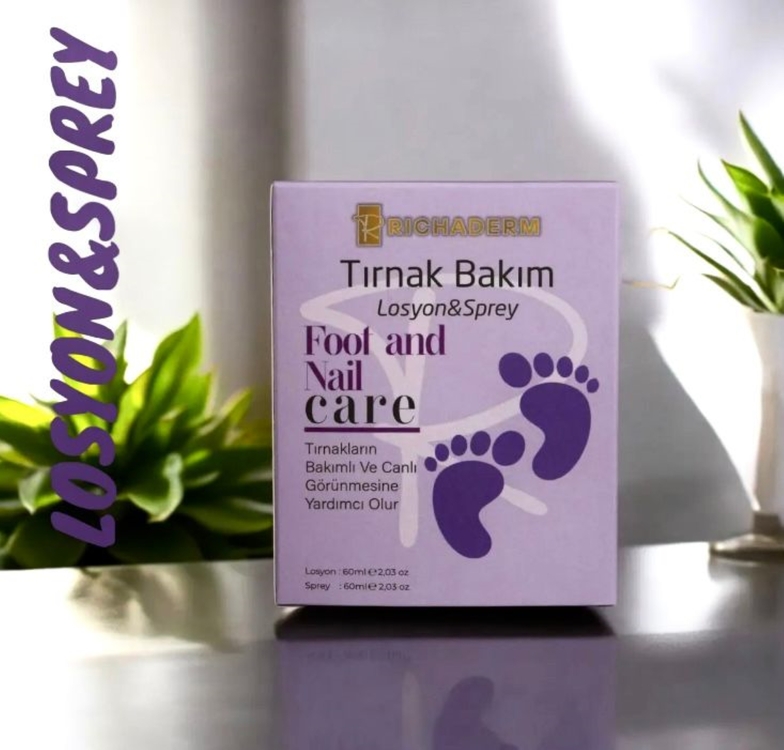 LOSYON&SPREY
RICHADERM
Tırnak Bakım
Losyon&Sprey
Foot and
Nail
care
Tırnakların
Bakımlı Ve Canlı
Görünmesine
Yardımcı Olur
Losyon : 60ml ℮ 2,03 oz
Sprey : 60ml ℮ 2,03 oz